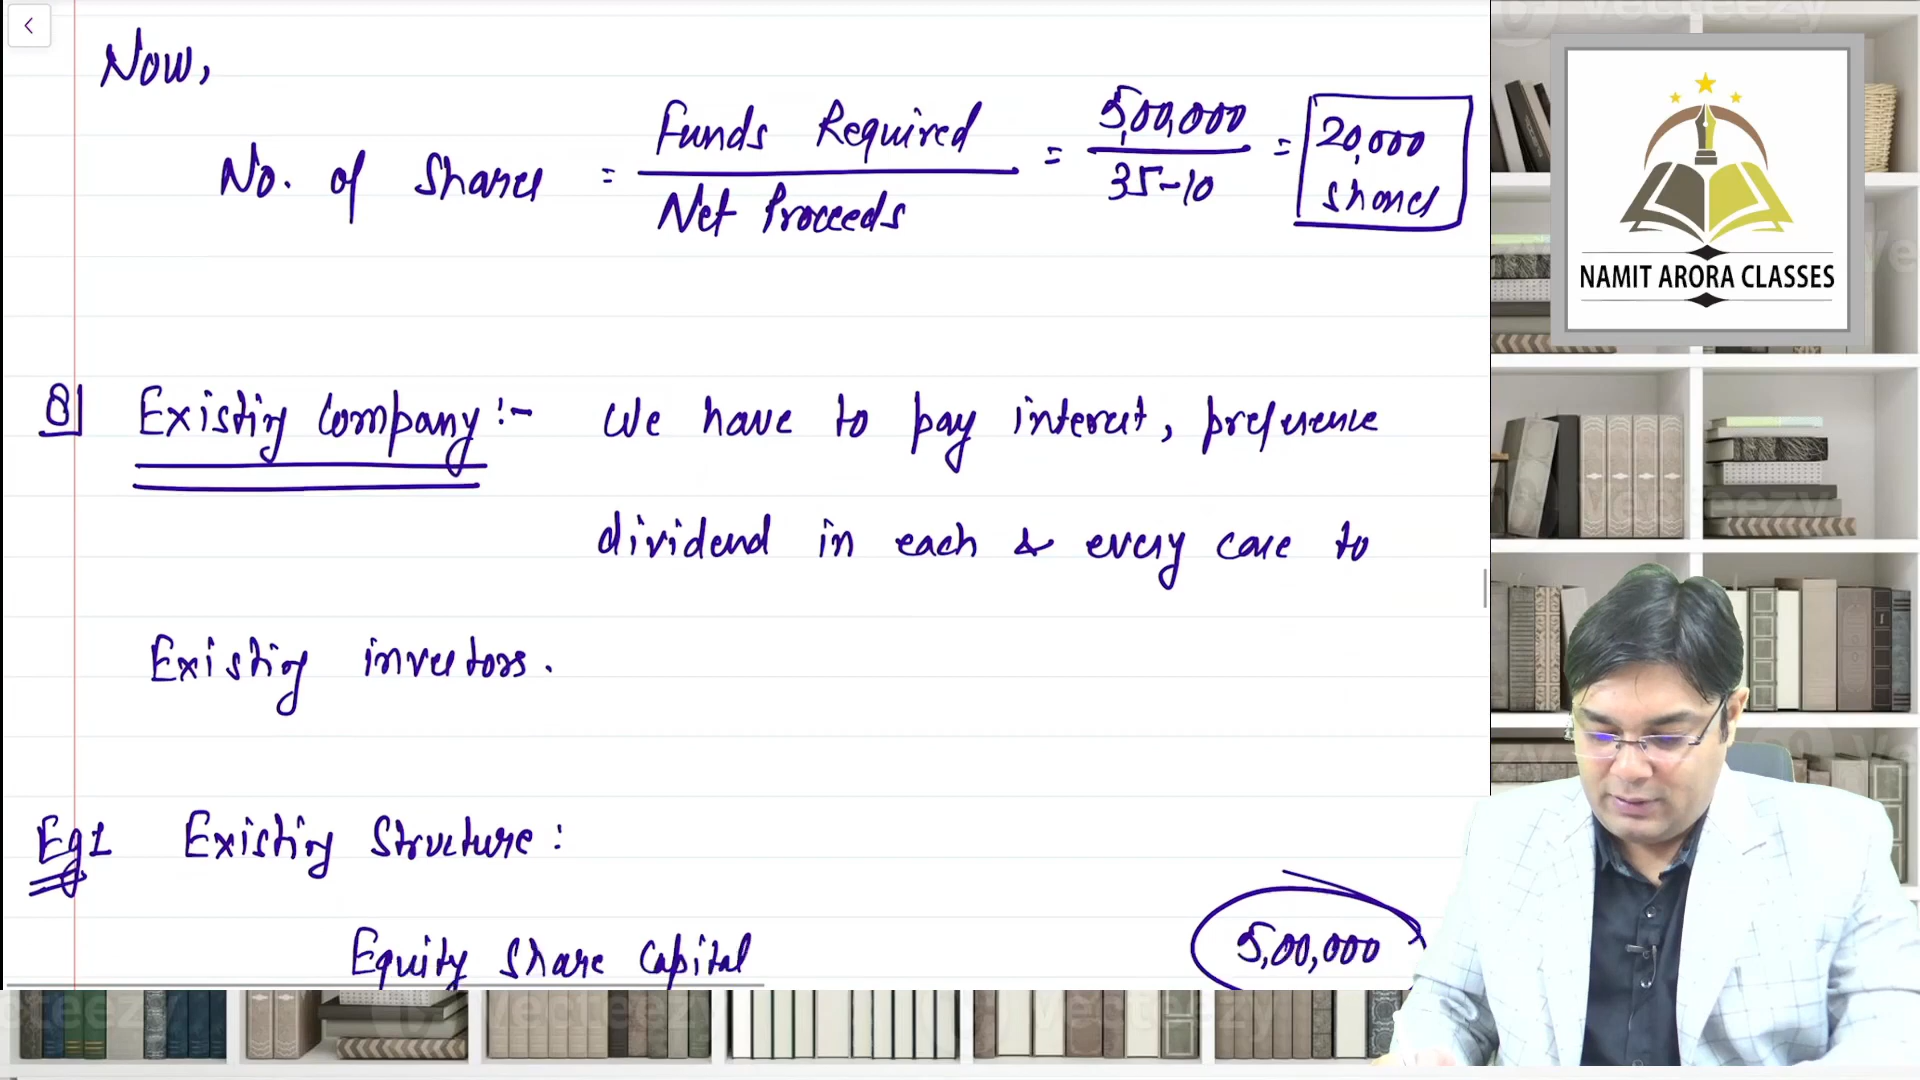 Now,
No. of Shares = Funds Required / Net Proceeds = 5,00,000 / 35-10 = 20,000 shares
B] Existing Company :- We have to pay interest, preference
dividend in each & every case to
Existing investors.
Eg1 Existing Structure :
Equity Share Capital 5,00,000
NAMIT ARORA CLASSES
vecteezy
vecteezy